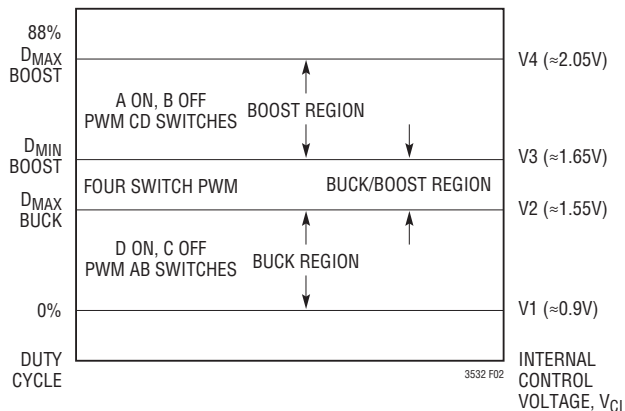 88%
DMAX
BOOST
V4 (≈2.05V)
A ON, B OFF
PWM CD SWITCHES
BOOST REGION
DMIN
BOOST
V3 (≈1.65V)
FOUR SWITCH PWM
BUCK/BOOST REGION
DMAX
BUCK
V2 (≈1.55V)
D ON, C OFF
PWM AB SWITCHES
BUCK REGION
0%
V1 (≈0.9V)
DUTY
CYCLE
3532 F02
INTERNAL
CONTROL
VOLTAGE, VCI